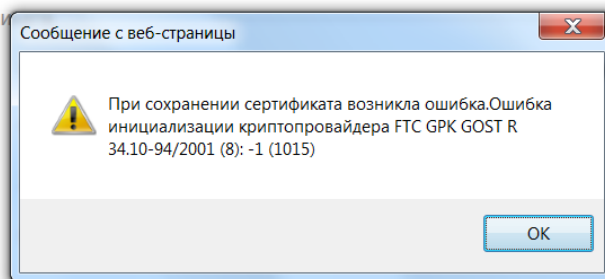 Сообщение с веб-страницы
При сохранении сертификата возникла ошибка.Ошибка
инициализации криптопровайдера FTC GPK GOST R
34.10-94/2001 (8): -1 (1015)
OK